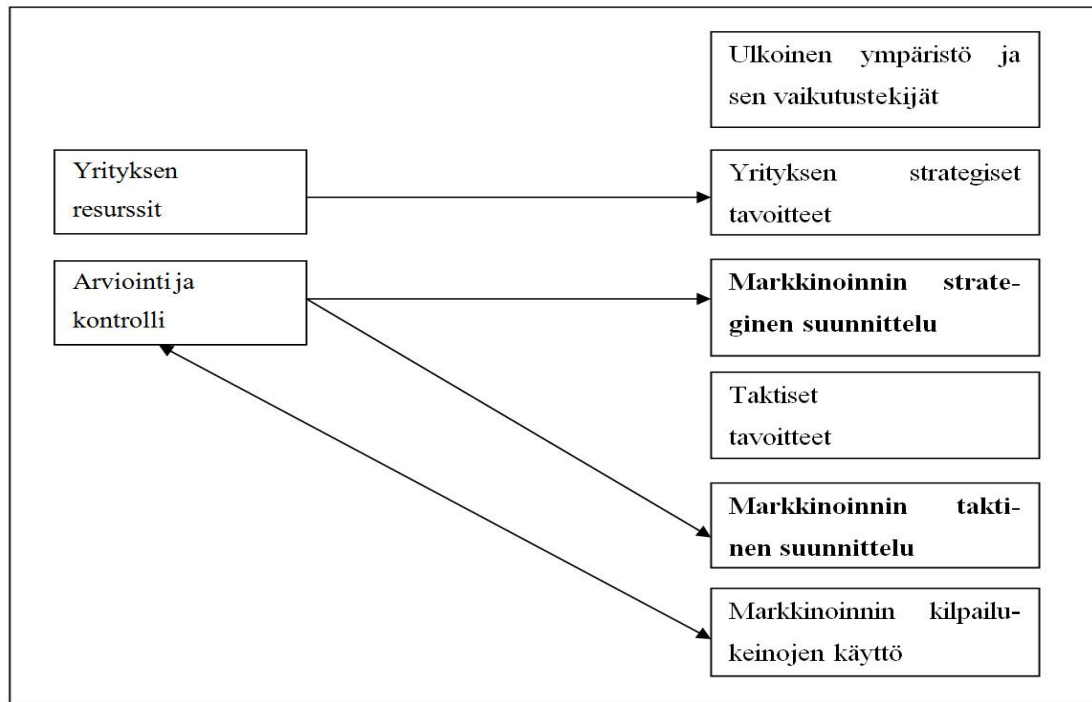 Ulkoinen ympäristö ja
sen vaikutustekijät
Yrityksen
resurssit
Yrityksen strategiset
tavoitteet
Arviointi ja
kontrolli
Markkinoinnin strate-
ginen suunnittelu
Taktiset
tavoitteet
Markkinoinnin takti-
nen suunnittelu
Markkinoinnin kilpailu-
keinojen käyttö